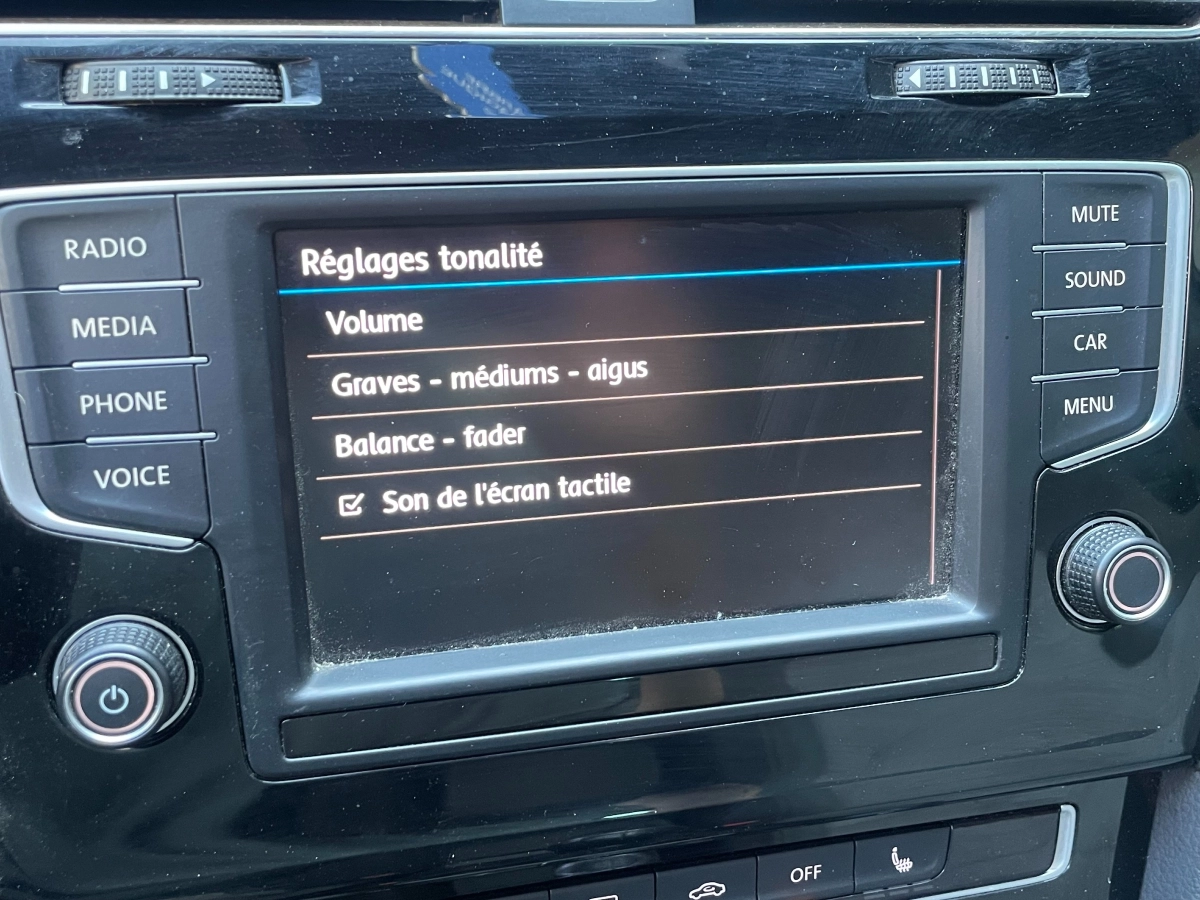 RADIO
MEDIA
PHONE
VOICE
Réglages tonalité
Volume
Graves - médiums - aigus
Balance - fader
Son de l'écran tactile
MUTE
SOUND
CAR
MENU
OFF